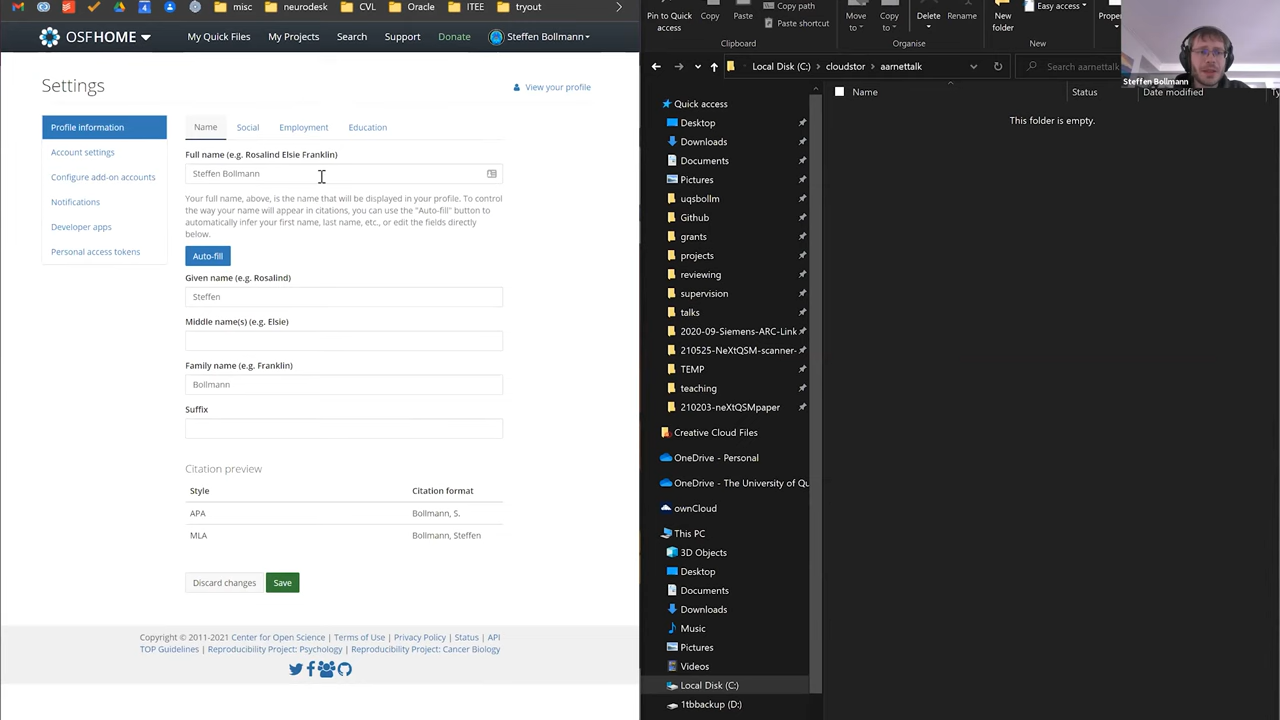 misc
neurodesk
CVL
Oracle
ITEE
tryout
OSFHOME
My Quick Files
My Projects
Search
Support
Donate
Steffen Bollmann
Settings
View your profile
Profile information
Account settings
Configure add-on accounts
Notifications
Developer apps
Personal access tokens
Name
Social
Employment
Education
Full name (e.g. Rosalind Elsie Franklin)
Steffen Bollmann
Your full name, above, is the name that will be displayed in your profile. To control
the way your name will appear in citations, you can use the "Auto-fill" button to
automatically infer your first name, last name, etc., or edit the fields directly
below.
Auto-fill
Given name (e.g. Rosalind)
Steffen
Middle name(s) (e.g. Elsie)
Family name (e.g. Franklin)
Bollmann
Suffix
Citation preview
Style
Citation format
APA
Bollmann, S.
MLA
Bollmann, Steffen
Discard changes
Save
Copyright © 2011-2021 Center for Open Science | Terms of Use | Privacy Policy | Status | API
TOP Guidelines | Reproducibility Project: Psychology | Reproducibility Project: Cancer Biology
Pin to Quick
access
Copy
Copy path
Paste shortcut
Clipboard
Move
to
Copy
to
Organise
New
folder
New
Easy access
Steffen Bollmann
Local Disk (C:) > cloudstor > aarnettalk
Name
Status
Date modified
This folder is empty.
Quick access
Desktop
Downloads
Documents
Pictures
uqsbollm
Github
grants
projects
reviewing
supervision
talks
2020-09-Siemens-ARC-Link
210525-NeXtQSM-scanner-
TEMP
teaching
210203-neXtQSMpaper
Creative Cloud Files
OneDrive - Personal
OneDrive - The University of Qu
ownCloud
This PC
3D Objects
Desktop
Documents
Downloads
Music
Pictures
Videos
Local Disk (C:)
1tbbackup (D:)